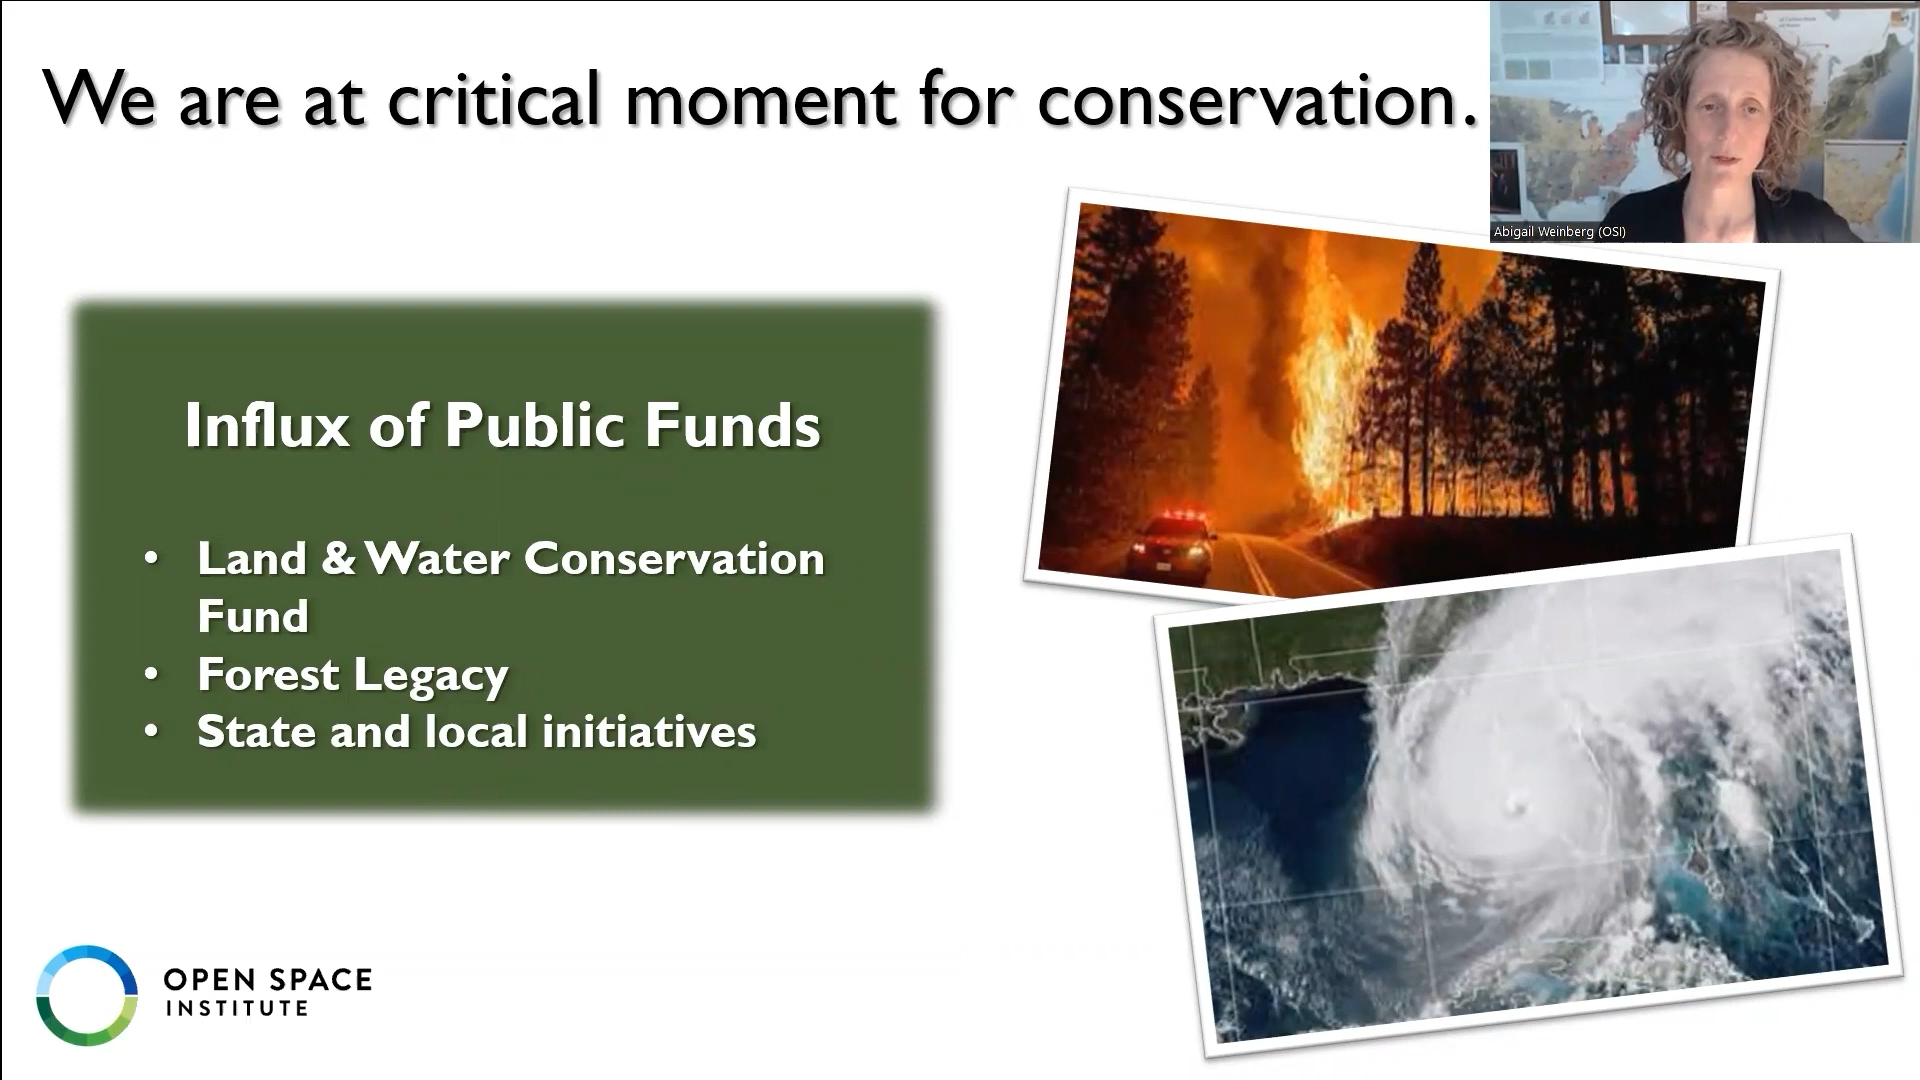 We are at critical moment for conservation.
Abigail Weinberg (OSI)
Influx of Public Funds
• Land & Water Conservation
Fund
• Forest Legacy
• State and local initiatives
OPEN SPACE
INSTITUTE